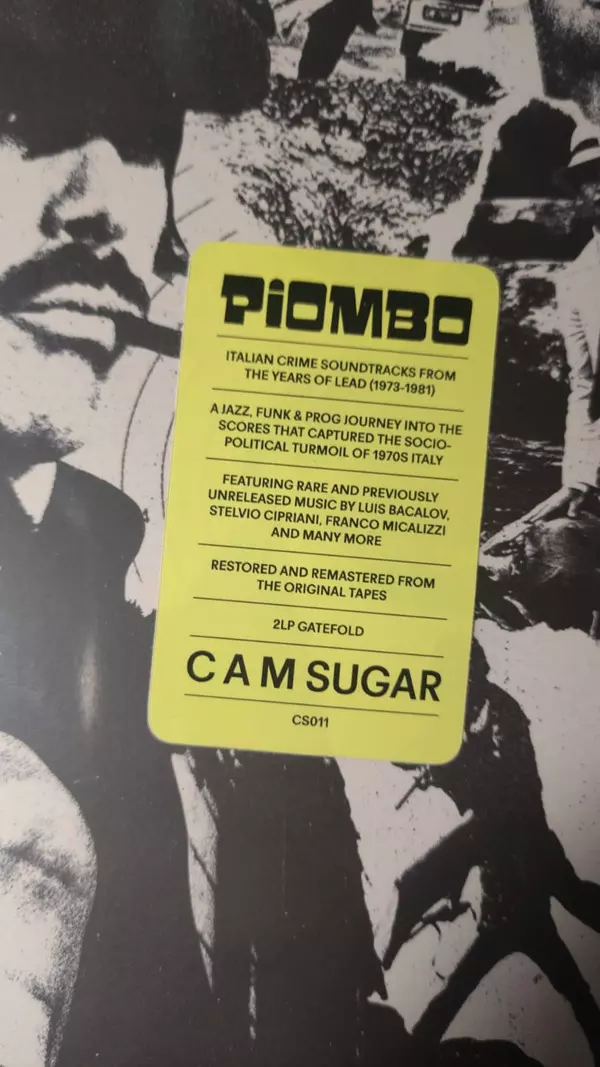 PiOMBO
ITALIAN CRIME SOUNDTRACKS FROM
THE YEARS OF LEAD (1973-1981)
A JAZZ, FUNK & PROG JOURNEY INTO THE
SCORES THAT CAPTURED THE SOCIO-
POLITICAL TURMOIL OF 1970S ITALY
FEATURING RARE AND PREVIOUSLY
UNRELEASED MUSIC BY LUIS BACALOV,
STELVIO CIPRIANI, FRANCO MICALIZZI
AND MANY MORE
RESTORED AND REMASTERED FROM
THE ORIGINAL TAPES
2LP GATEFOLD
CAM SUGAR
CS011